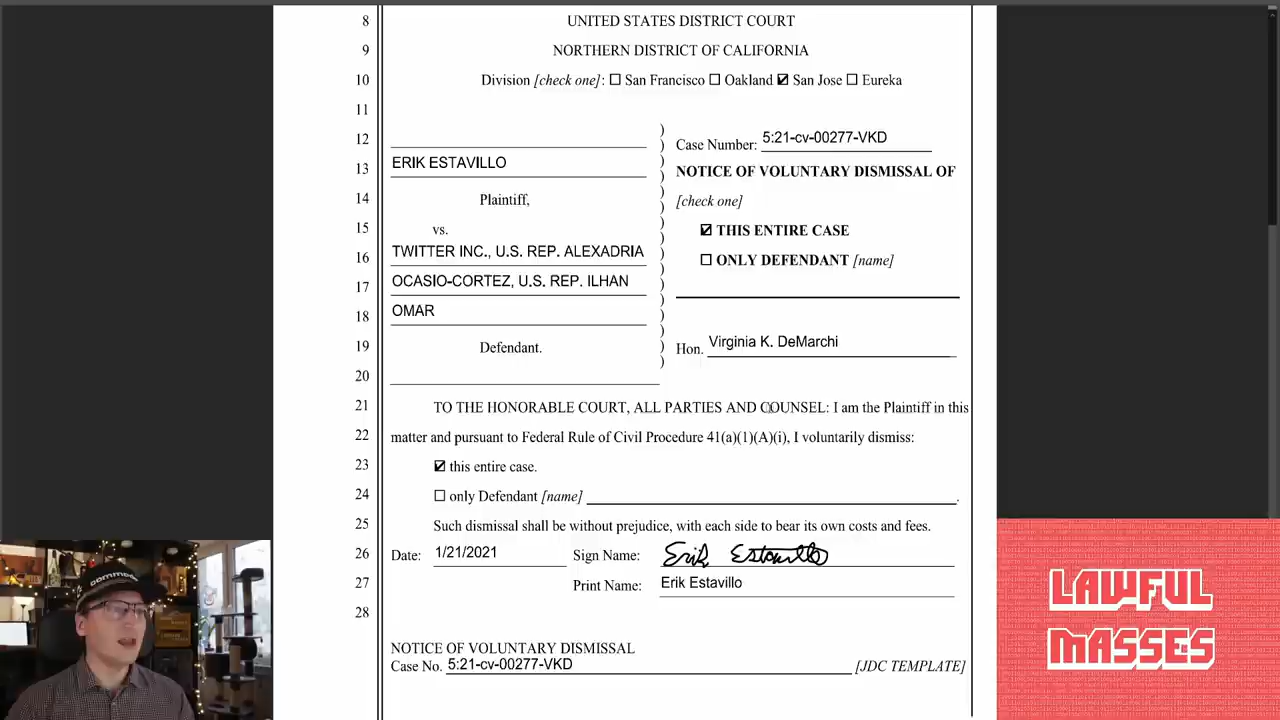 8 UNITED STATES DISTRICT COURT
9 NORTHERN DISTRICT OF CALIFORNIA
10 Division [check one]: ☐ San Francisco ☐ Oakland ☑ San Jose ☐ Eureka
11
12
13 ERIK ESTAVILLO
14 Plaintiff,
15 vs.
16 TWITTER INC., U.S. REP. ALEXADRIA
17 OCASIO-CORTEZ, U.S. REP. ILHAN
18 OMAR
19 Defendant.
20
Case Number: 5:21-cv-00277-VKD
NOTICE OF VOLUNTARY DISMISSAL OF
[check one]
☑ THIS ENTIRE CASE
☐ ONLY DEFENDANT [name]
Hon. Virginia K. DeMarchi
21 TO THE HONORABLE COURT, ALL PARTIES AND COUNSEL: I am the Plaintiff in this
22 matter and pursuant to Federal Rule of Civil Procedure 41(a)(1)(A)(i), I voluntarily dismiss:
23 ☑ this entire case.
24 ☐ only Defendant [name] .
25 Such dismissal shall be without prejudice, with each side to bear its own costs and fees.
26 Date: 1/21/2021 Sign Name: Erik Estavillo
27 Print Name: Erik Estavillo
28
NOTICE OF VOLUNTARY DISMISSAL
Case No. 5:21-cv-00277-VKD [JDC TEMPLATE]
LAWFUL
MASSES